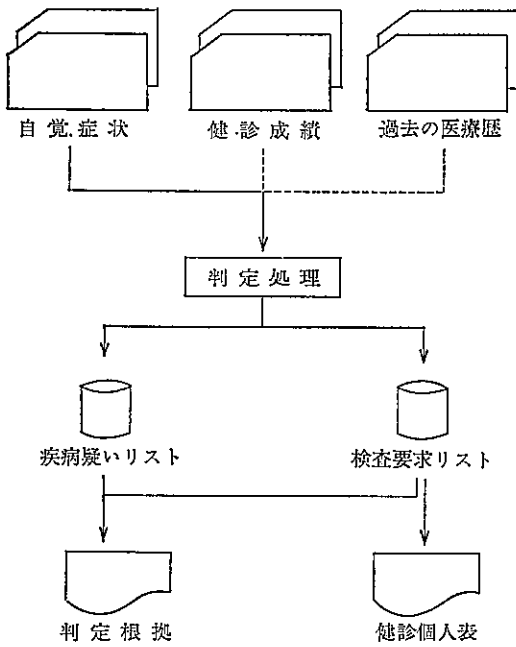 自覚症状
健診成績
過去の医療歴
判定処理
疾病疑いリスト
検査要求リスト
判定根拠
健診個人表